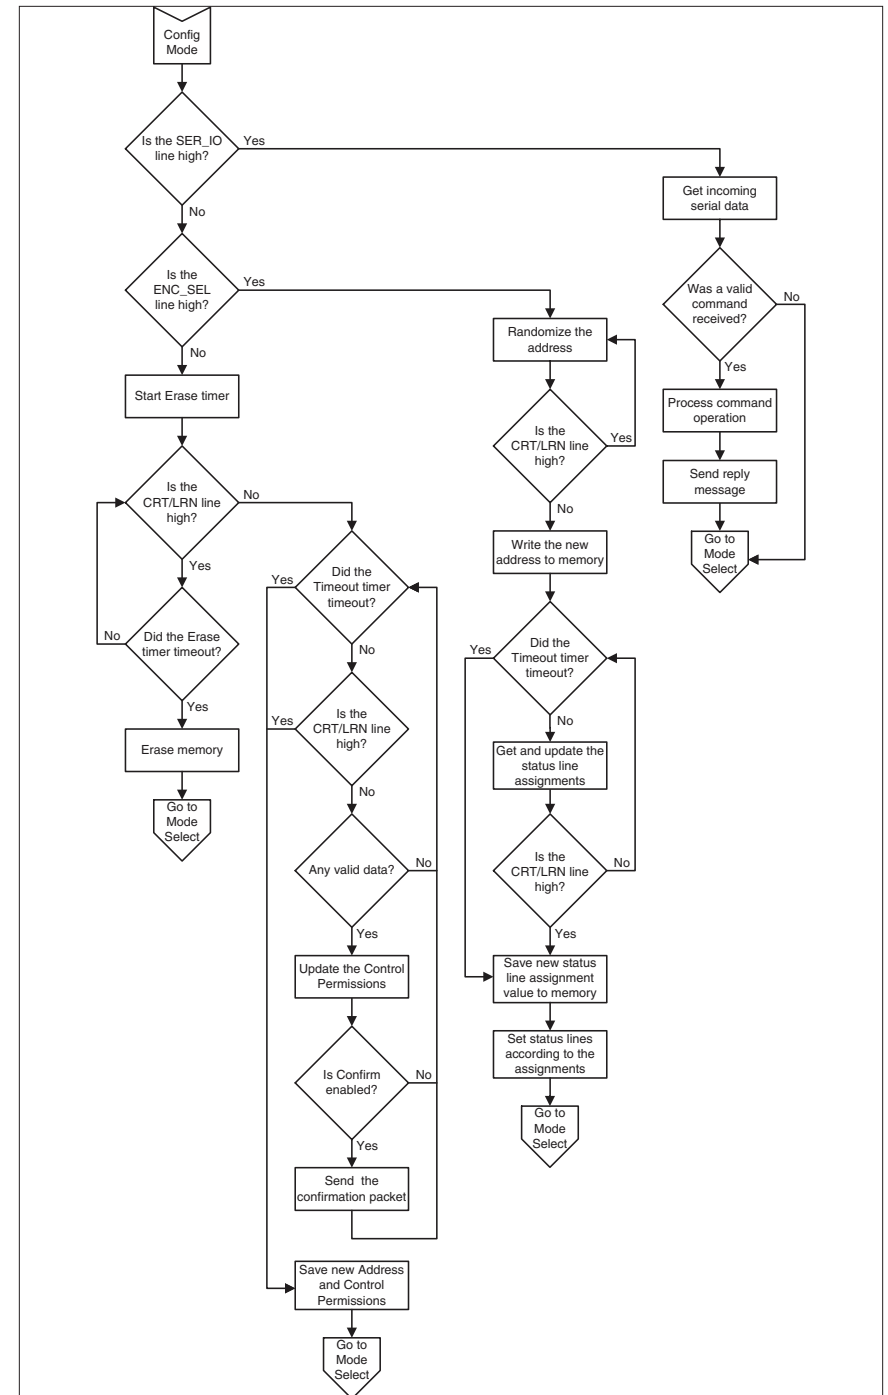 Config
Mode
Is the SER_IO
line high?
Yes
No
Get incoming
serial data
Is the
ENC_SEL
line high?
Yes
No
Was a valid
command
received?
No
Yes
Randomize the
address
Start Erase timer
Process command
operation
Is the
CRT/LRN line
high?
Yes
No
Send reply
message
Is the
CRT/LRN line
high?
No
Yes
Go to
Mode
Select
Write the new
address to memory
Did the
Timeout timer
timeout?
Yes
No
Did the Erase
timer timeout?
No
Yes
Did the
Timeout timer
timeout?
Yes
No
Is the
CRT/LRN line
high?
Yes
No
Erase memory
Get and update the
status line
assignments
Go to
Mode
Select
Any valid data?
No
Yes
Is the
CRT/LRN line
high?
No
Yes
Update the Control
Permissions
Save new status
line assignment
value to memory
Is Confirm
enabled?
No
Yes
Set status lines
according to the
assignments
Go to
Mode
Select
Send the
confirmation packet
Save new Address
and Control
Permissions
Go to
Mode
Select